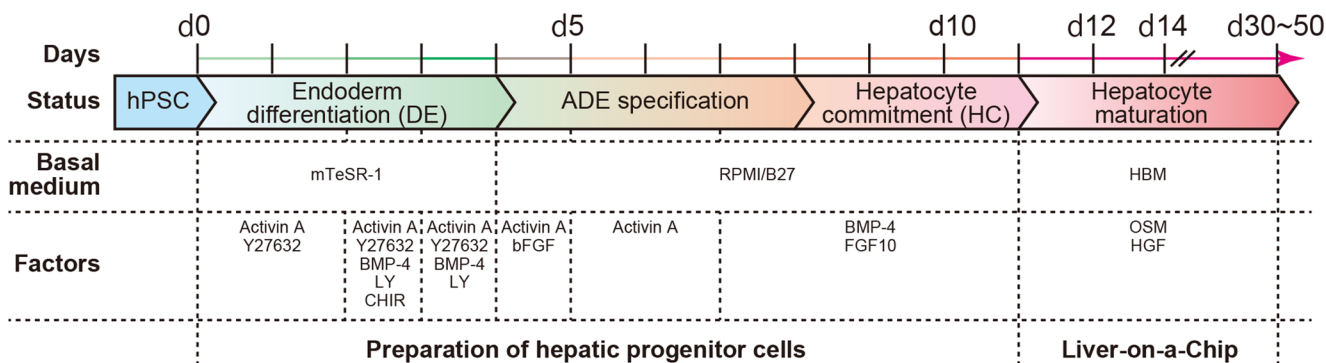 Days
d0
d5
d10
d12
d14
d30~50
Status
hPSC
Endoderm
differentiation (DE)
ADE specification
Hepatocyte
commitment (HC)
Hepatocyte
maturation
Basal
medium
mTeSR-1
RPMI/B27
HBM
Factors
Activin A
Y27632
Activin A
Y27632
BMP-4
LY
CHIR
Activin A
Y27632
BMP-4
LY
Activin A
bFGF
Activin A
BMP-4
FGF10
OSM
HGF
Preparation of hepatic progenitor cells
Liver-on-a-Chip